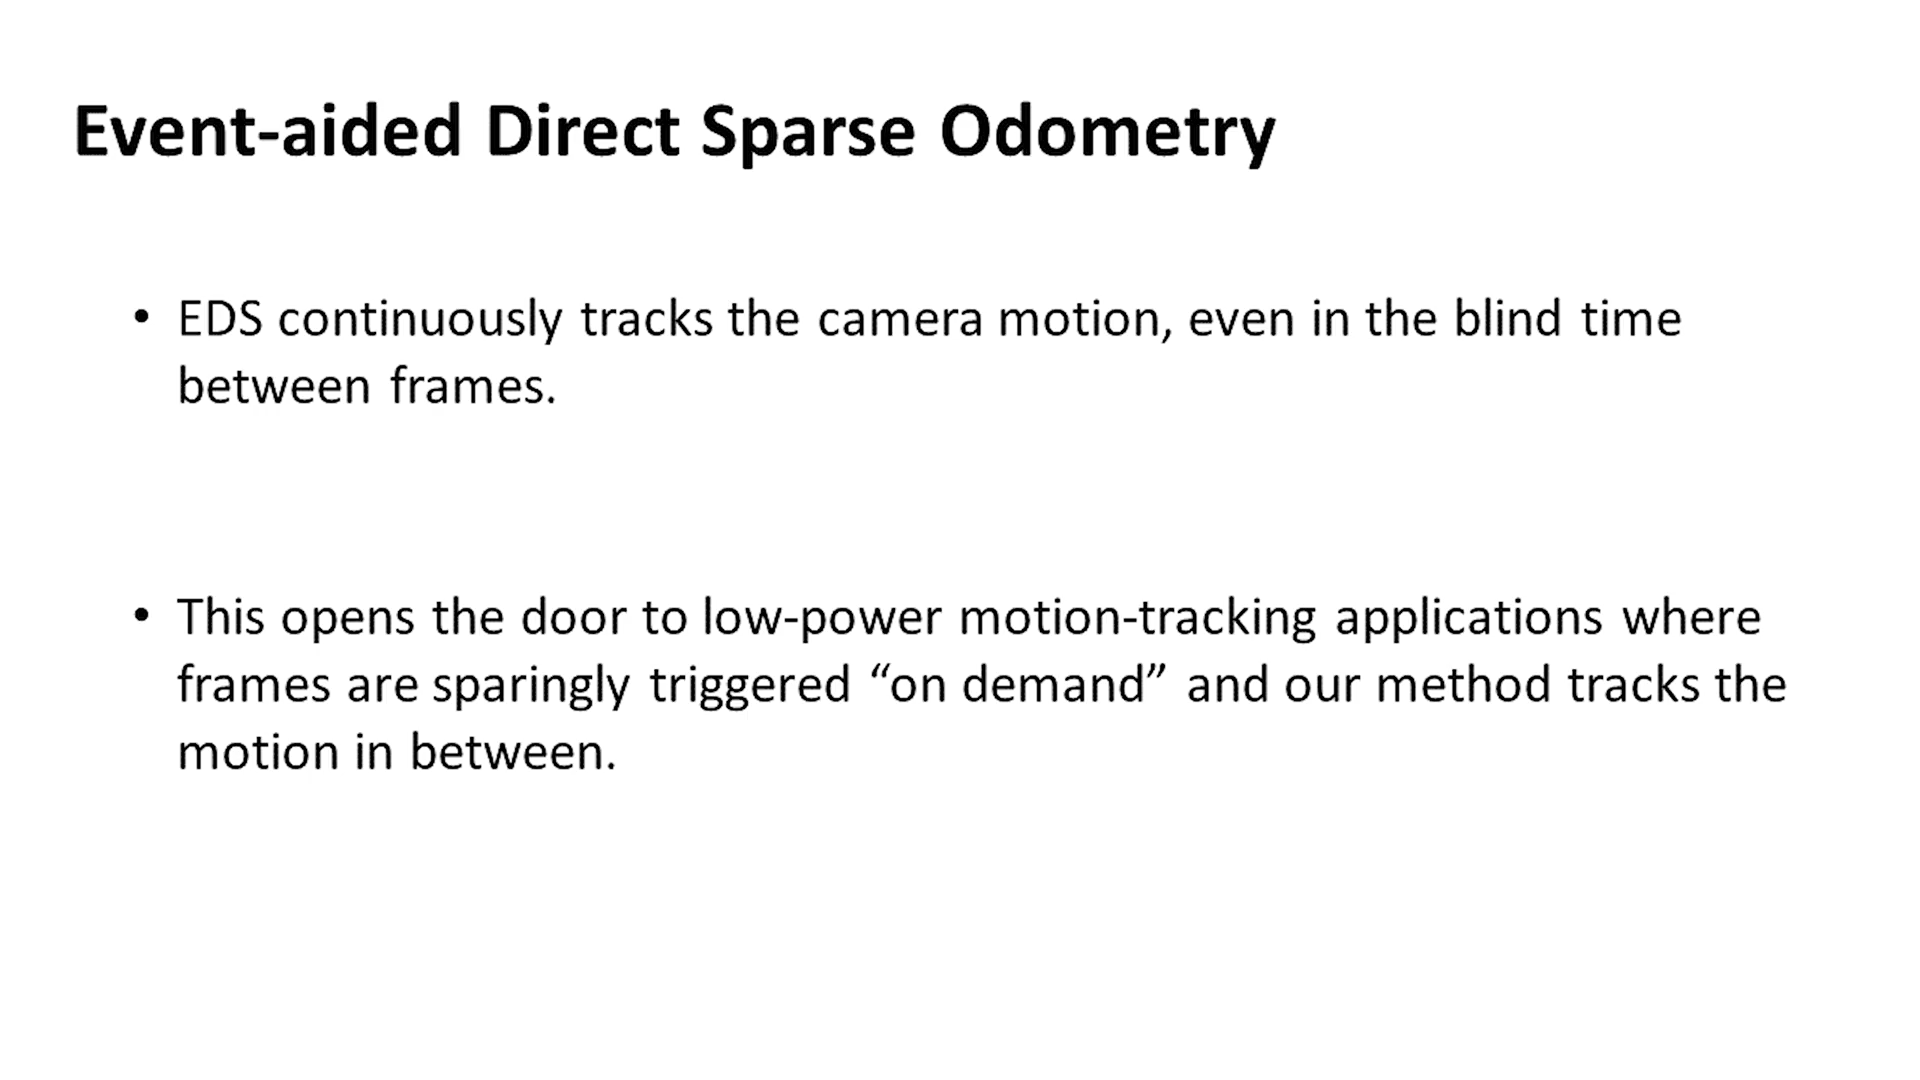 Event-aided Direct Sparse Odometry
• EDS continuously tracks the camera motion, even in the blind time
between frames.
• This opens the door to low-power motion-tracking applications where
frames are sparingly triggered “on demand” and our method tracks the
motion in between.